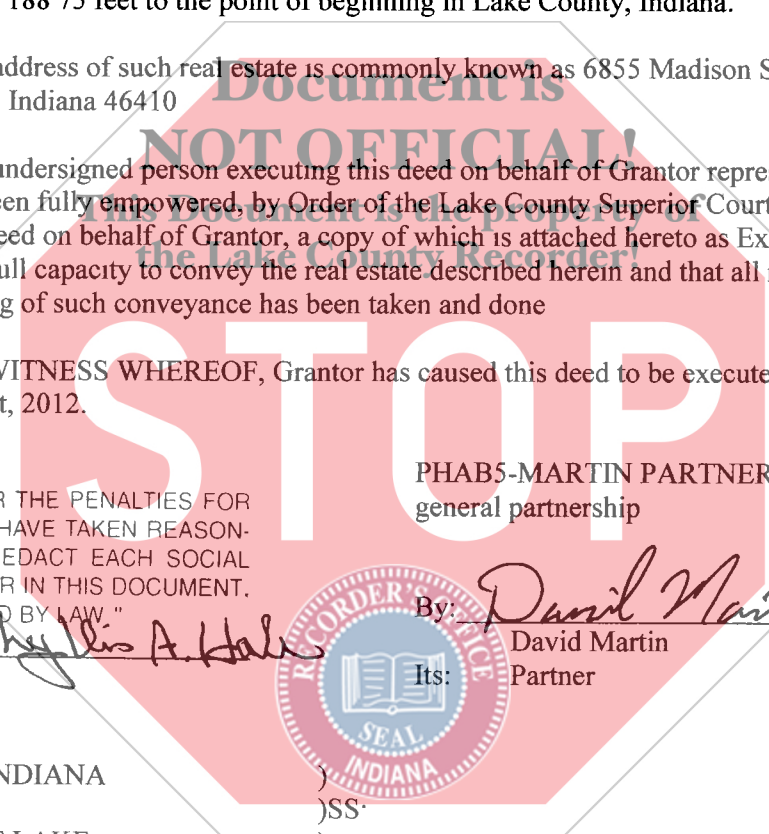 188 75 feet to the point of beginning in Lake County, Indiana.
address of such real estate is commonly known as 6855 Madison S
Indiana 46410
Document is
NOT OFFICIAL!
This Document is the property of
the Lake County Recorder!
undersigned person executing this deed on behalf of Grantor repre
en fully empowered, by Order of the Lake County Superior Court
eed on behalf of Grantor, a copy of which is attached hereto as Ex
ull capacity to convey the real estate described herein and that all
g of such conveyance has been taken and done
STOP
WITNESS WHEREOF, Grantor has caused this deed to be execute
t, 2012.
R THE PENALTIES FOR
HAVE TAKEN REASON-
EDACT EACH SOCIAL
R IN THIS DOCUMENT,
D BY LAW."
hyllis A. Hale
PHAB5-MARTIN PARTNER
general partnership
By:
David Martin
Its: Partner
RECORDER'S OFFICE
SEAL
INDIANA
NDIANA )
)SS·
LAKE )